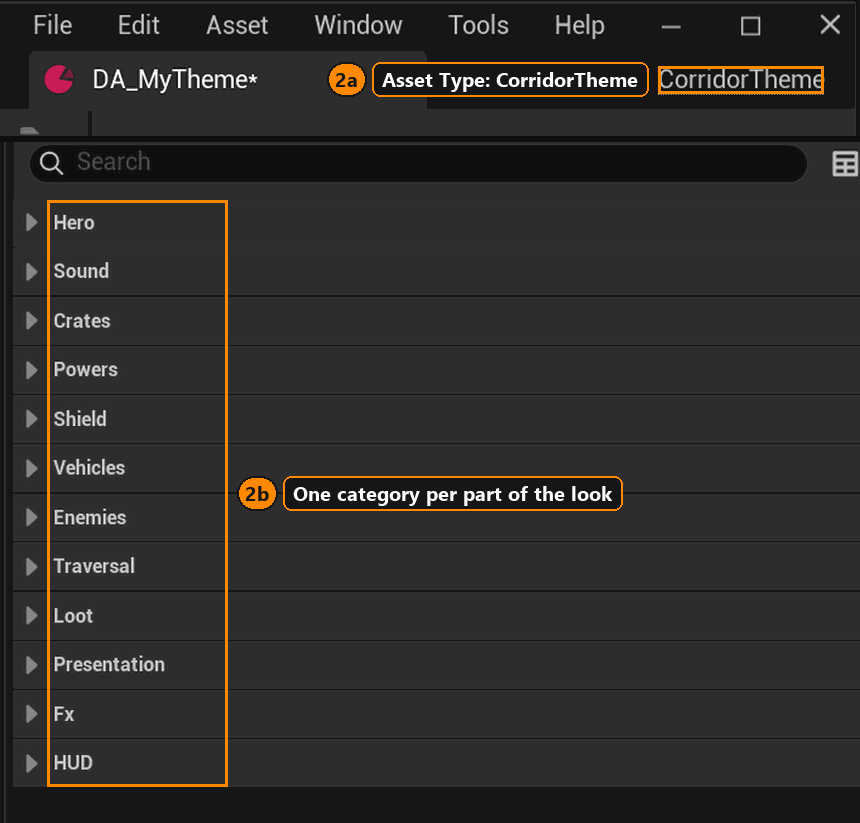 File Edit Asset Window Tools Help
DA_MyTheme* 2a Asset Type: CorridorTheme CorridorTheme
Search
Hero
Sound
Crates
Powers
Shield
Vehicles
2b One category per part of the look
Enemies
Traversal
Loot
Presentation
Fx
HUD